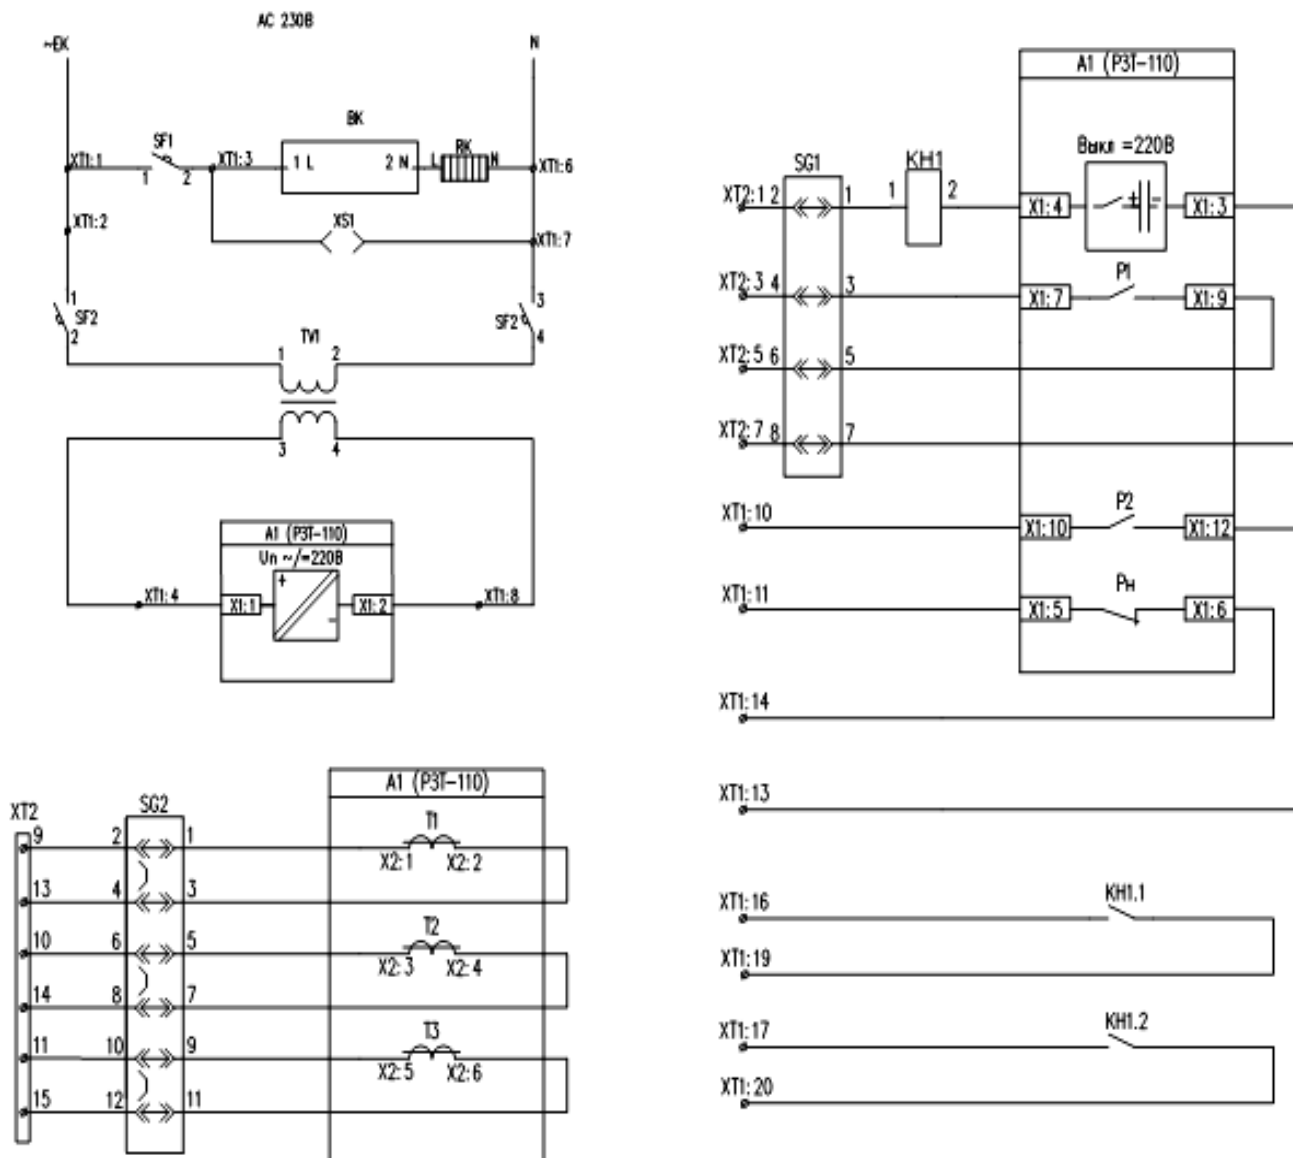 AC 230В
~ЕК
N
ВК
SF1
RK
XT1:1
1
2
XT1:3
1 L
2 N
L
N
XT1:6
XT1:2
XS1
XT1:7
1
SF2
2
3
SF2
4
TV1
1
2
3
4
А1 (РЗТ-110)
Uп ~/=220В
+
-
XT1:4
X1:1
X1:2
XT1:8
XT2
SG2
А1 (РЗТ-110)
9
2
1
T1
X2:1
X2:2
13
4
3
10
6
5
T2
X2:3
X2:4
14
8
7
11
10
9
T3
X2:5
X2:6
15
12
11
А1 (РЗТ-110)
Выкл =220В
SG1
KH1
XT2:1
2
1
1
2
X1:4
+
-
X1:3
XT2:3
4
3
X1:7
P1
X1:9
XT2:5
6
5
XT2:7
8
7
XT1:10
X1:10
P2
X1:12
XT1:11
X1:5
Рн
X1:6
XT1:14
XT1:13
XT1:16
KH1.1
XT1:19
XT1:17
KH1.2
XT1:20